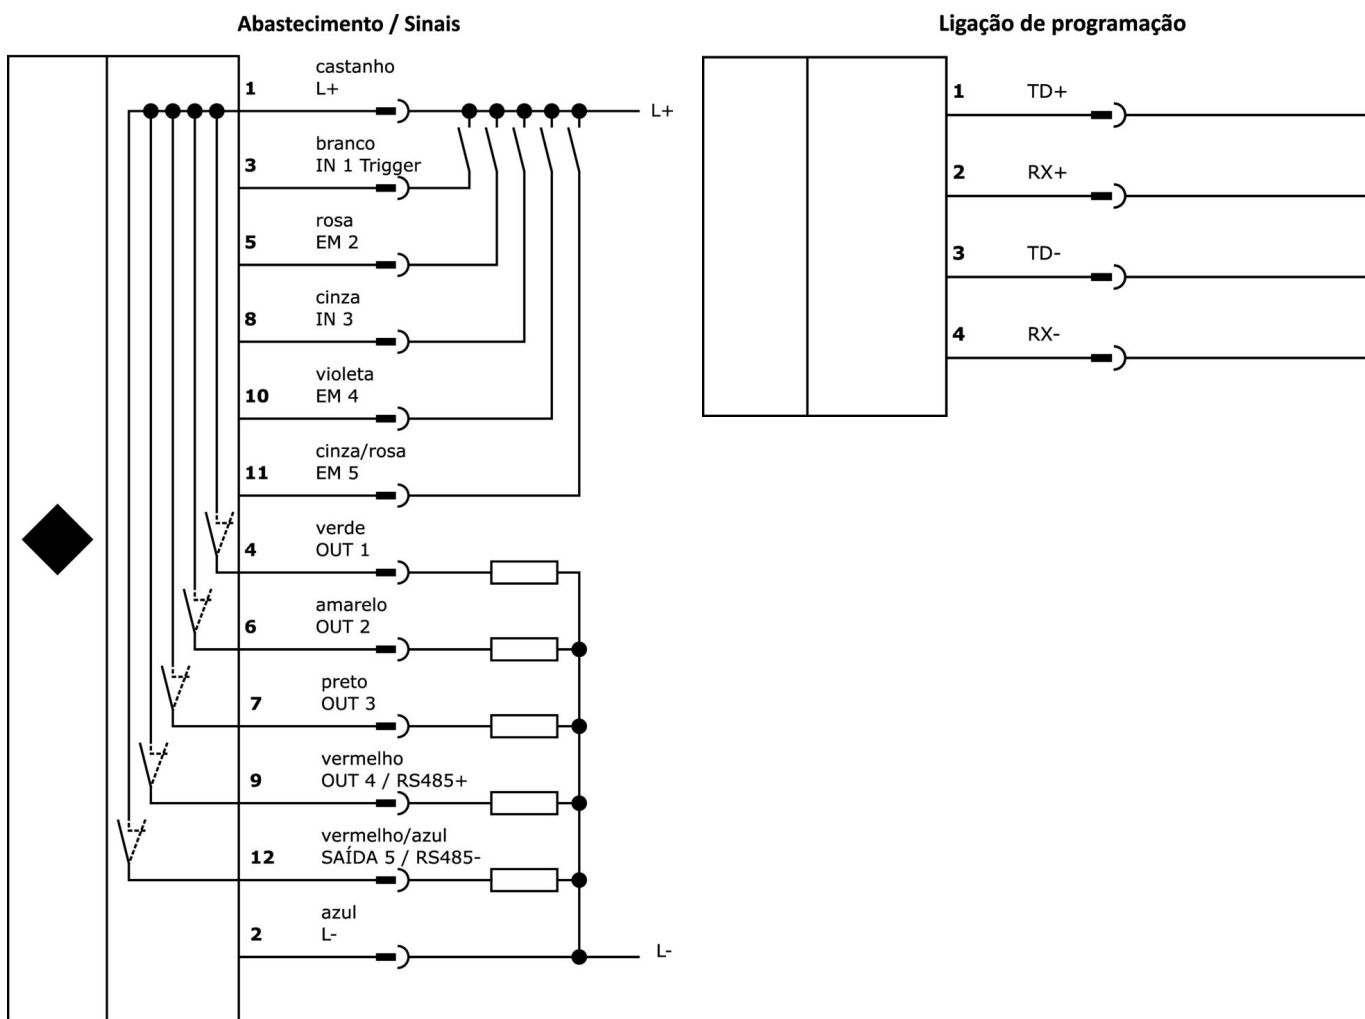 Abastecimento / Sinais
castanho
1 L+
L+
branco
3 IN 1 Trigger
rosa
5 EM 2
cinza
8 IN 3
violeta
10 EM 4
cinza/rosa
11 EM 5
verde
4 OUT 1
amarelo
6 OUT 2
preto
7 OUT 3
vermelho
9 OUT 4 / RS485+
vermelho/azul
12 SAÍDA 5 / RS485-
azul
2 L-
L-
Ligação de programação
1 TD+
2 RX+
3 TD-
4 RX-